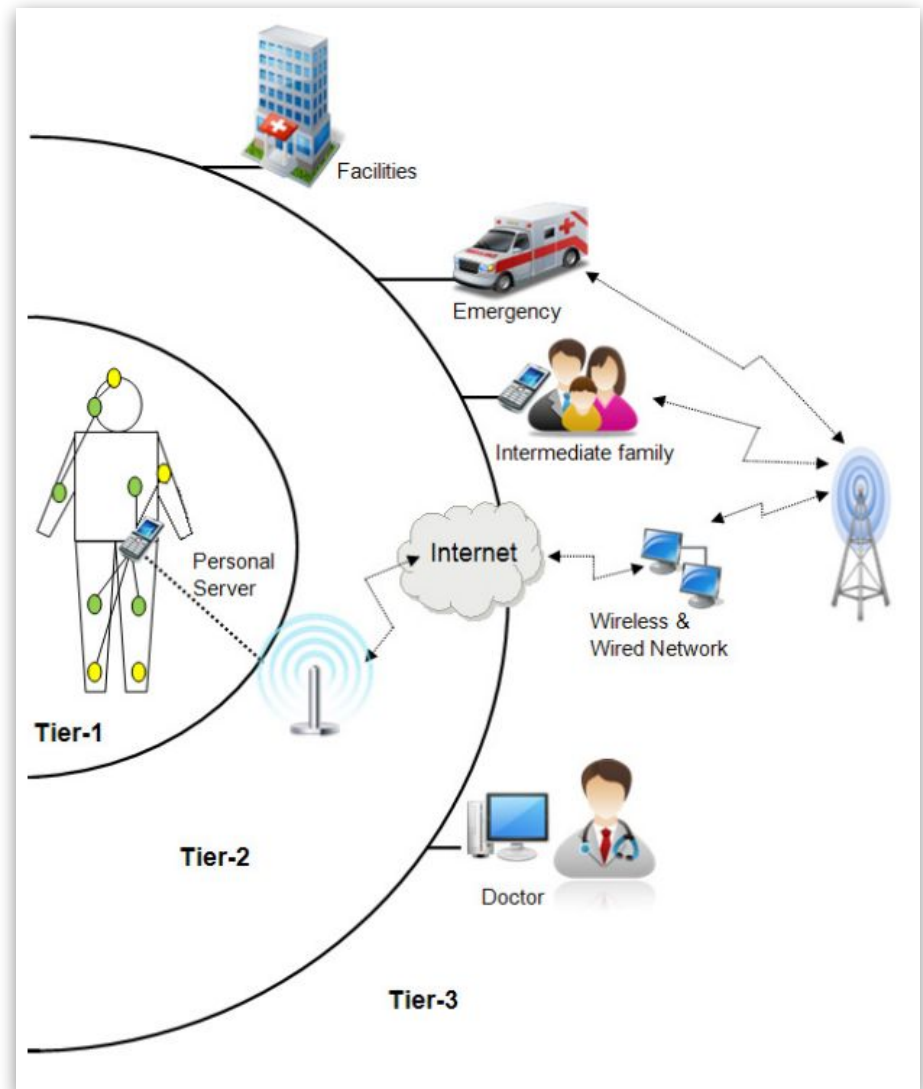 Facilities
Emergency
Intermediate family
Internet
Personal
Server
Wireless &
Wired Network
Tier-1
Tier-2
Doctor
Tier-3